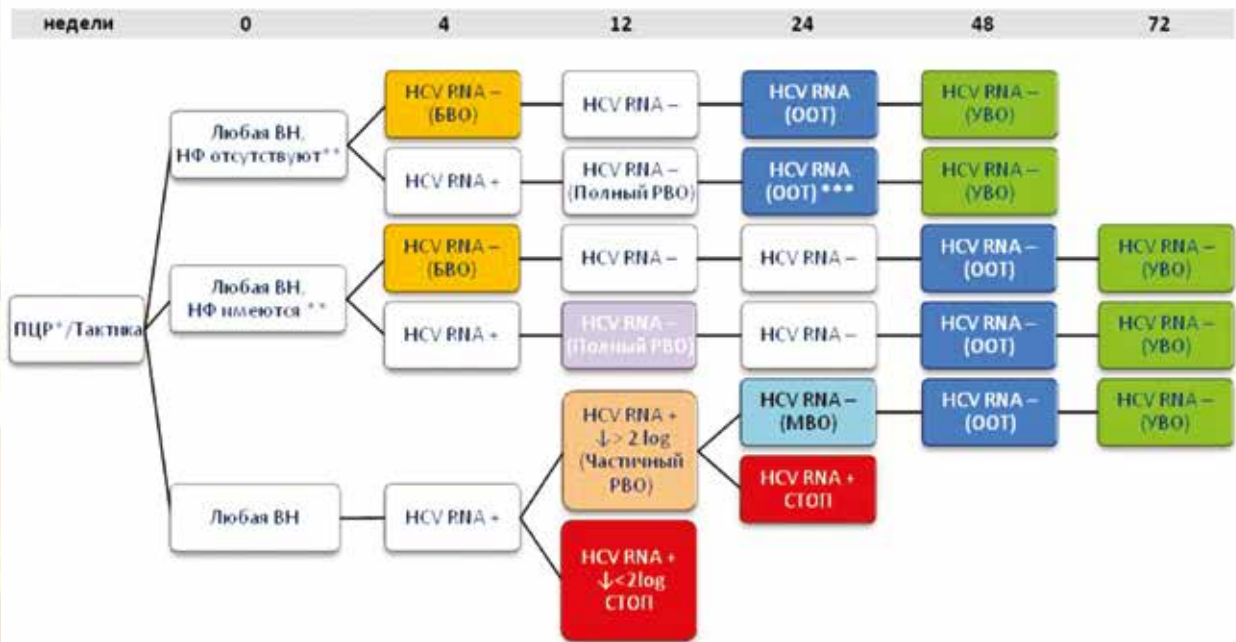 недели 0 4 12 24 48 72
HCV RNA –
(БВО)
HCV RNA –
HCV RNA
(ООТ)
HCV RNA –
(УВО)
Любая ВН,
НФ отсутствуют**
HCV RNA +
HCV RNA –
(Полный РВО)
HCV RNA
(ООТ) ***
HCV RNA –
(УВО)
HCV RNA –
(БВО)
HCV RNA –
HCV RNA –
HCV RNA –
(ООТ)
HCV RNA –
(УВО)
Любая ВН,
НФ имеются **
ПЦР*/Тактика
HCV RNA +
HCV RNA –
(Полный РВО)
HCV RNA –
HCV RNA –
(ООТ)
HCV RNA –
(УВО)
HCV RNA +
↓> 2 log
(Частичный
РВО)
HCV RNA –
(МВО)
HCV RNA –
(ООТ)
HCV RNA –
(УВО)
HCV RNA +
СТОП
Любая ВН
HCV RNA +
HCV RNA +
↓<2log
СТОП